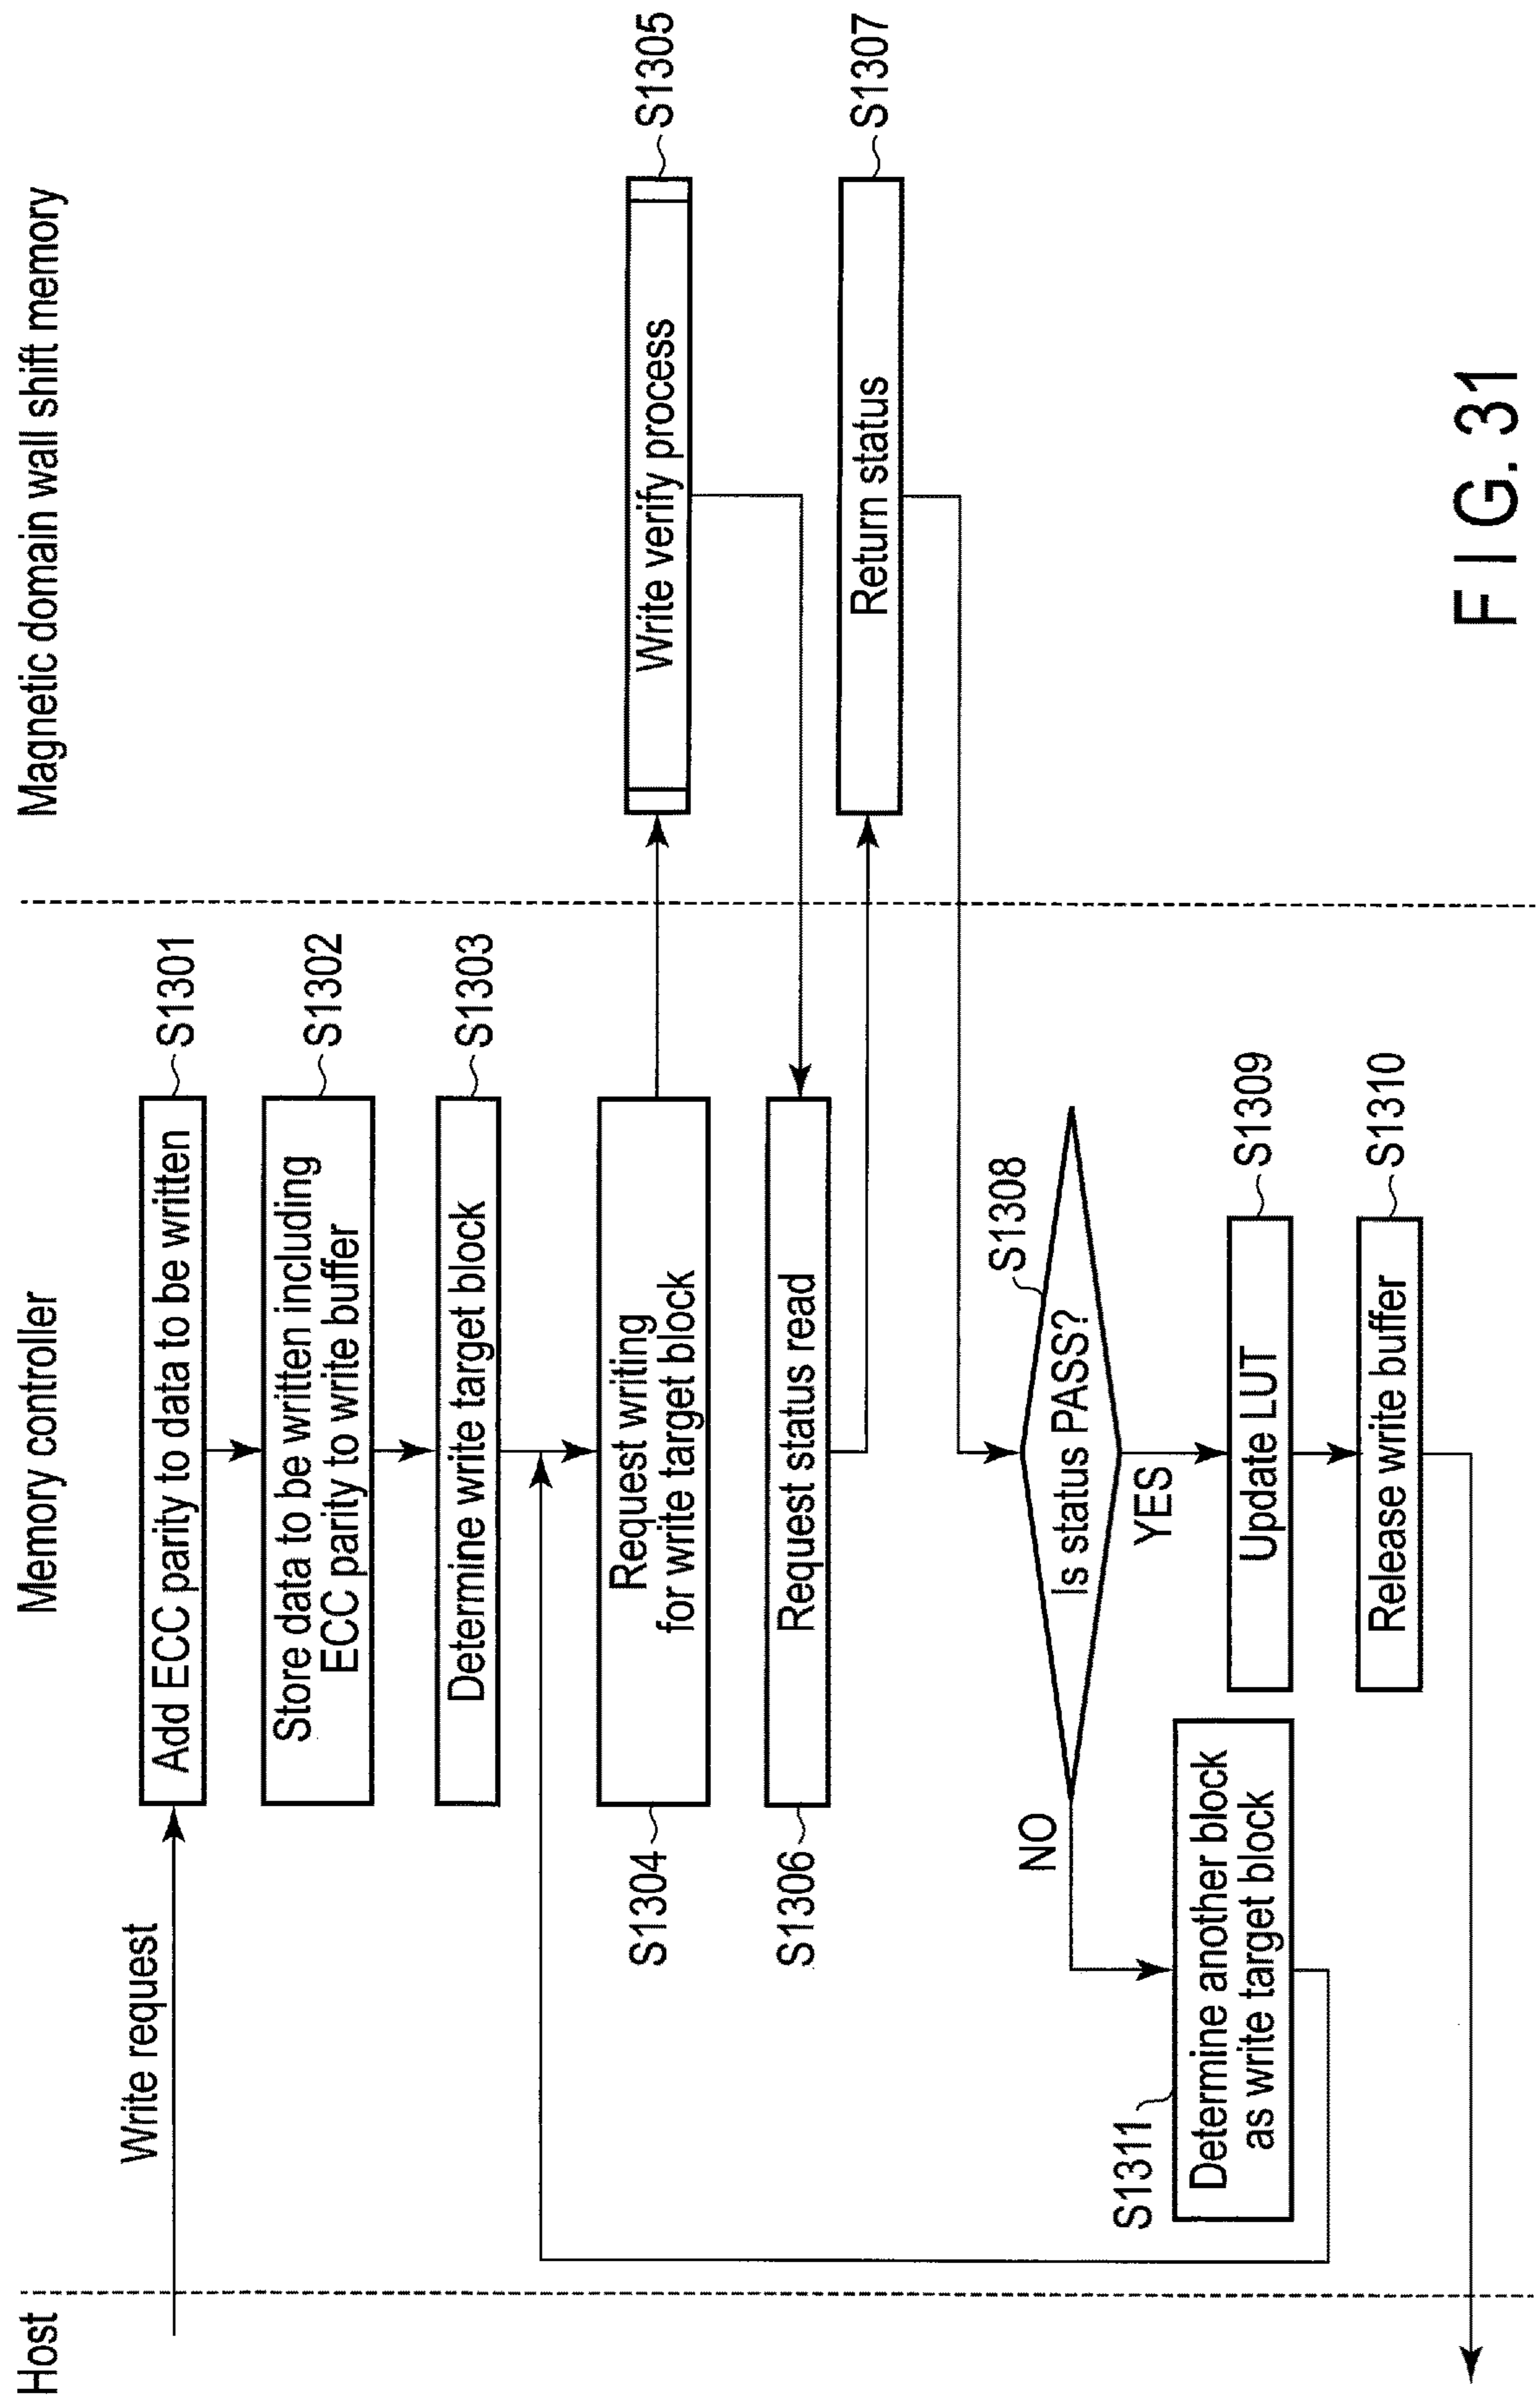 Host
Memory controller
Magnetic domain wall shift memory
Write request
Add ECC parity to data to be written
S1301
Store data to be written including
ECC parity to write buffer
S1302
Determine write target block
S1303
S1304
Request writing
for write target block
Write verify process
S1305
S1306
Request status read
Return status
S1307
S1308
Is status PASS?
NO
YES
S1311
Determine another block
as write target block
Update LUT
S1309
Release write buffer
S1310
FIG. 31